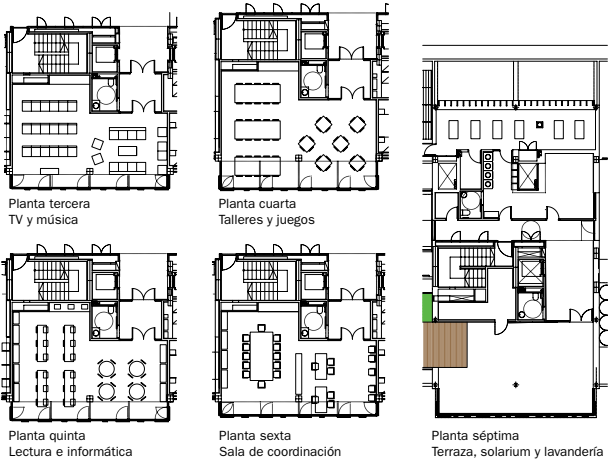 Planta tercera
TV y música
Planta cuarta
Talleres y juegos
Planta quinta
Lectura e informática
Planta sexta
Sala de coordinación
Planta séptima
Terraza, solarium y lavandería